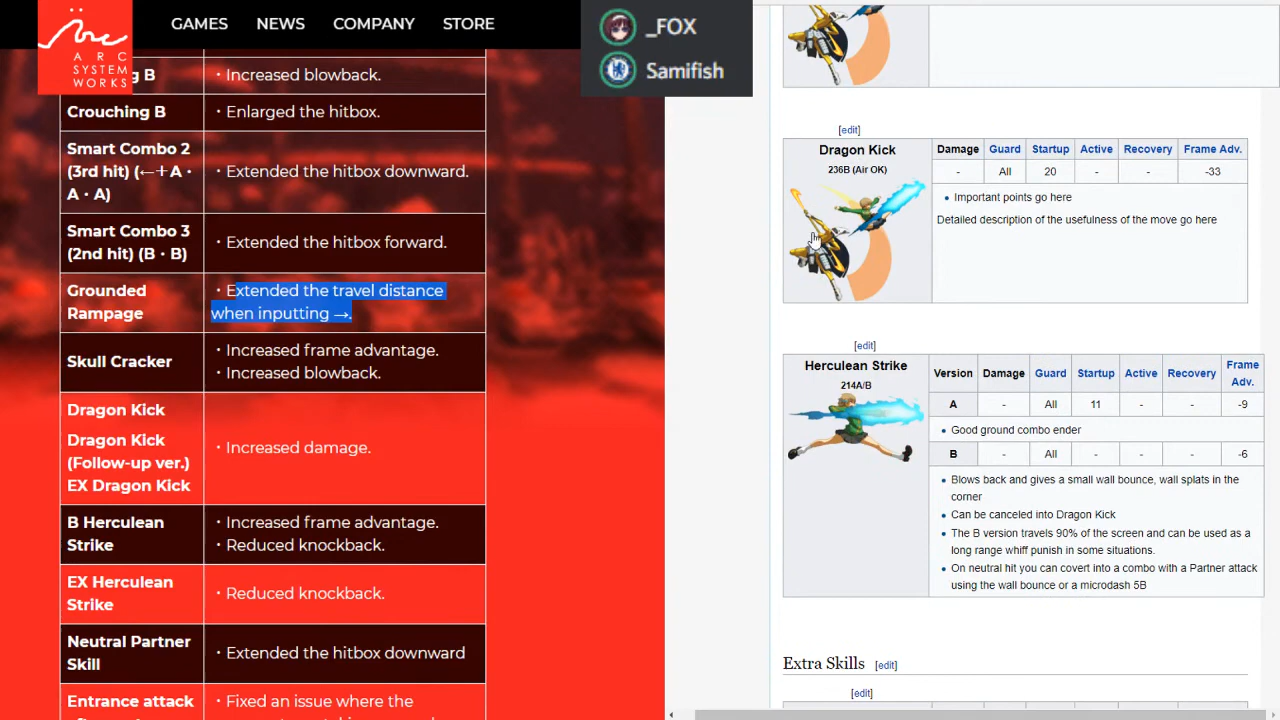 GAMES NEWS COMPANY STORE
ARC
SYSTEM
WORKS
_FOX
Samifish
g B
・Increased blowback.
Crouching B
・Enlarged the hitbox.
Smart Combo 2
(3rd hit) (←+A・
A・A)
・Extended the hitbox downward.
Smart Combo 3
(2nd hit) (B・B)
・Extended the hitbox forward.
Grounded
Rampage
・Extended the travel distance
when inputting →.
Skull Cracker
・Increased frame advantage.
・Increased blowback.
Dragon Kick
Dragon Kick
(Follow-up ver.)
EX Dragon Kick
・Increased damage.
B Herculean
Strike
・Increased frame advantage.
・Reduced knockback.
EX Herculean
Strike
・Reduced knockback.
Neutral Partner
Skill
・Extended the hitbox downward
Entrance attack
・Fixed an issue where the
[edit]
Dragon Kick
236B (Air OK)
Damage Guard Startup Active Recovery Frame Adv.
- All 20 - - -33
• Important points go here
Detailed description of the usefulness of the move go here
[edit]
Herculean Strike
214A/B
Version Damage Guard Startup Active Recovery Frame
Adv.
A - All 11 - - -9
• Good ground combo ender
B - All - - -6
• Blows back and gives a small wall bounce, wall splats in the
corner
• Can be canceled into Dragon Kick
• The B version travels 90% of the screen and can be used as a
long range whiff punish in some situations.
• On neutral hit you can covert into a combo with a Partner attack
using the wall bounce or a microdash 5B
Extra Skills [edit]
[edit]